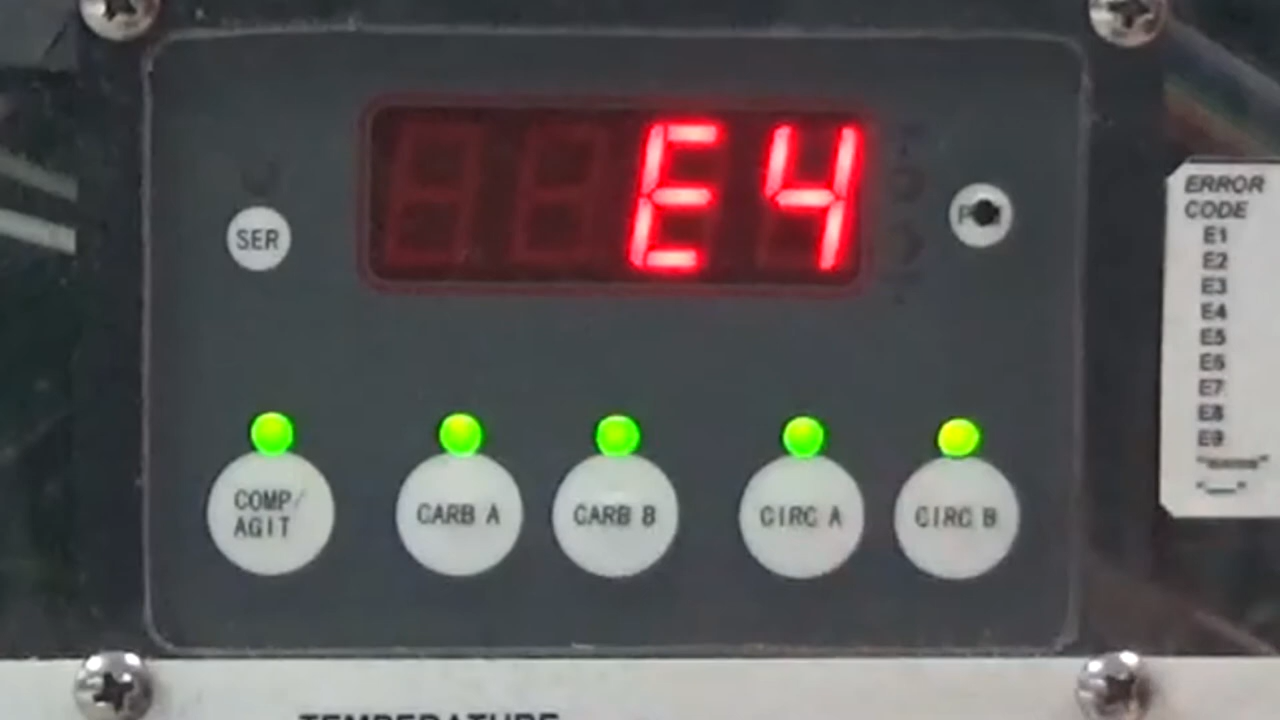 E4
SER
COMP/
AGIT
CARB A
CARB B
CIRC A
CIRC B
ERROR
CODE
E1
E2
E3
E4
E5
E6
E7
E8
E9
TEMPERATURE